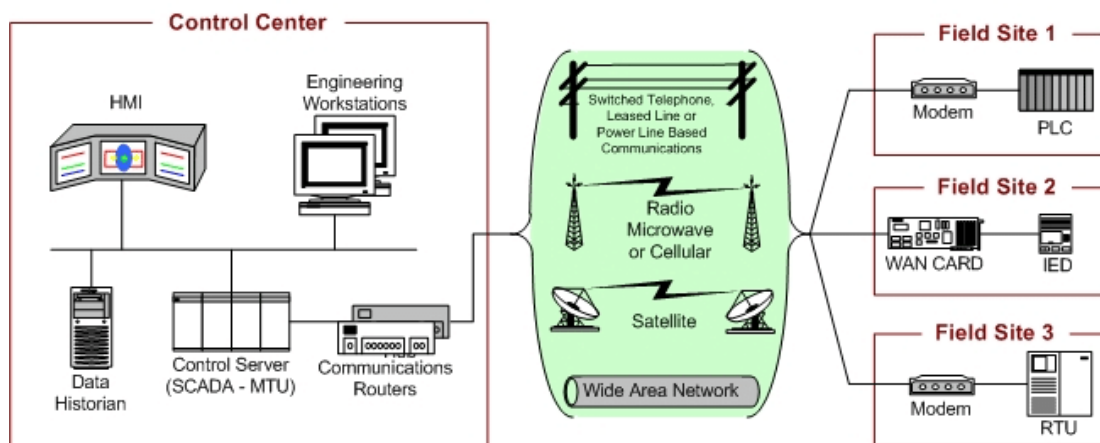 Control Center
HMI
Engineering
Workstations
Data
Historian
Control Server
(SCADA - MTU)
Communications
Routers
Switched Telephone,
Leased Line or
Power Line Based
Communications
Radio
Microwave
or Cellular
Satellite
Wide Area Network
Field Site 1
Modem
PLC
Field Site 2
WAN CARD
IED
Field Site 3
Modem
RTU